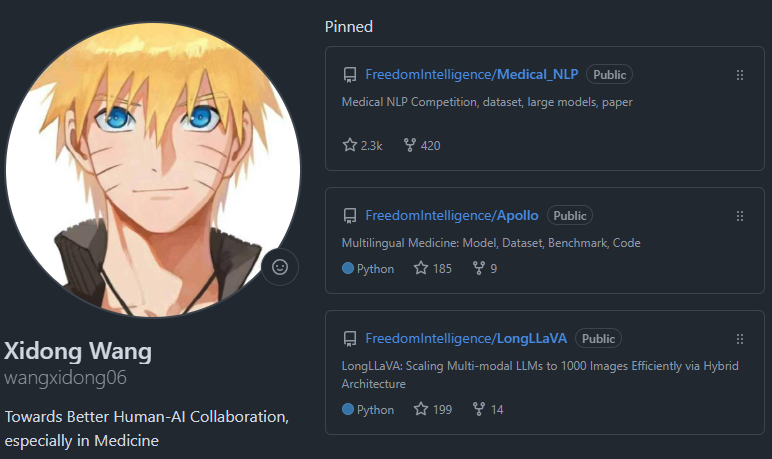 Xidong Wang
wangxidong06
Towards Better Human-AI Collaboration,
especially in Medicine
Pinned
FreedomIntelligence/Medical_NLP Public
Medical NLP Competition, dataset, large models, paper
2.3k 420
FreedomIntelligence/Apollo Public
Multilingual Medicine: Model, Dataset, Benchmark, Code
Python 185 9
FreedomIntelligence/LongLLaVA Public
LongLLaVA: Scaling Multi-modal LLMs to 1000 Images Efficiently via Hybrid
Architecture
Python 199 14